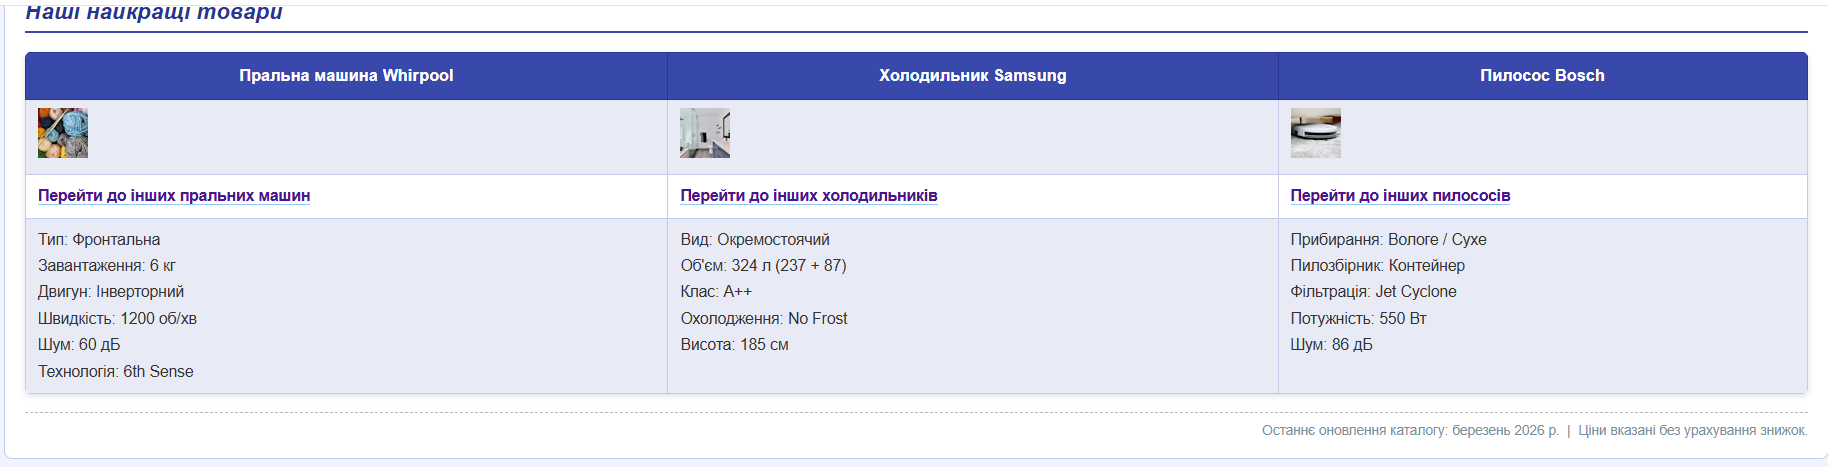 Наші найкращі товари
Пральна машина Whirpool
Холодильник Samsung
Пилосос Bosch
Перейти до інших пральних машин
Перейти до інших холодильників
Перейти до інших пилососів
Тип: Фронтальна
Завантаження: 6 кг
Двигун: Інверторний
Швидкість: 1200 об/хв
Шум: 60 дБ
Технологія: 6th Sense
Вид: Окремостоячий
Об'єм: 324 л (237 + 87)
Клас: A++
Охолодження: No Frost
Висота: 185 см
Прибирання: Вологе / Сухе
Пилозбірник: Контейнер
Фільтрація: Jet Cyclone
Потужність: 550 Вт
Шум: 86 дБ
Останнє оновлення каталогу: березень 2026 р. | Ціни вказані без урахування знижок.